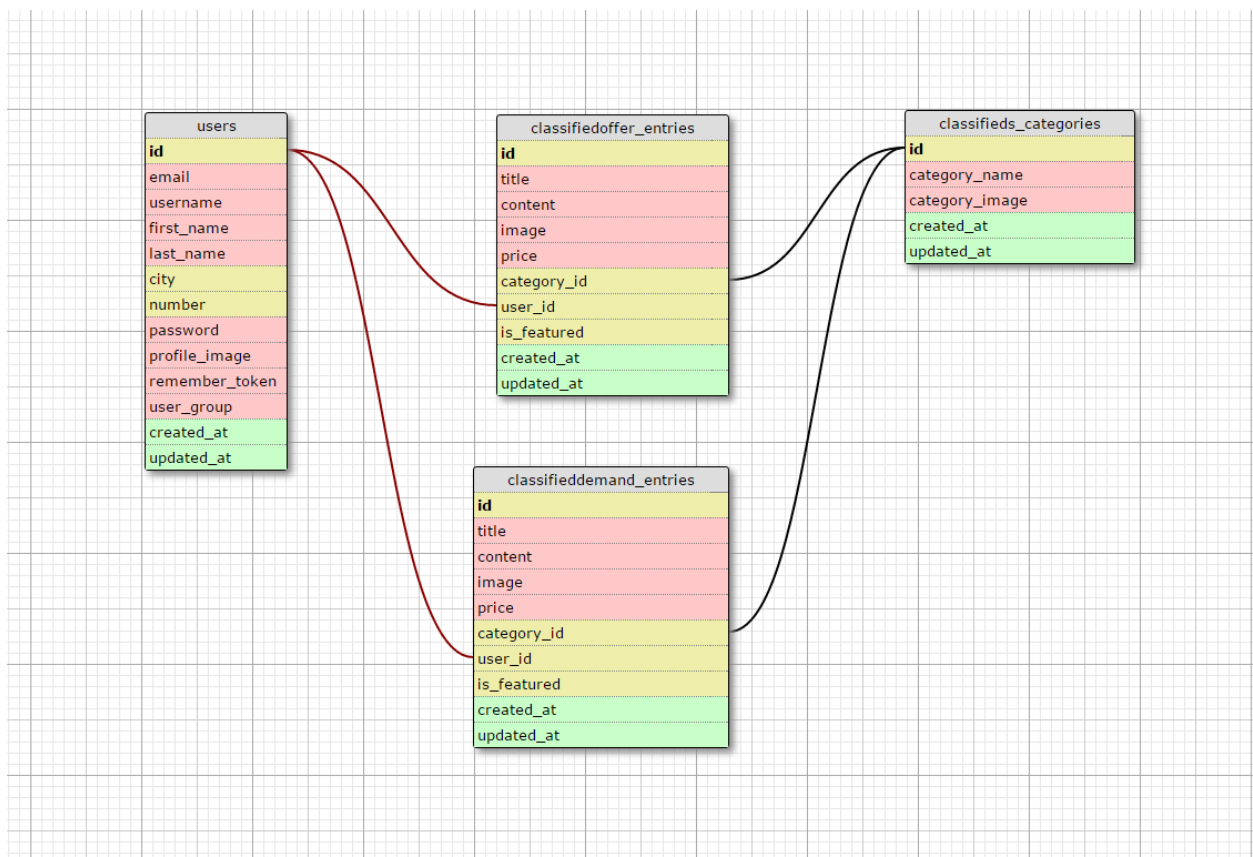 users
id
email
username
first_name
last_name
city
number
password
profile_image
remember_token
user_group
created_at
updated_at
classifiedoffer_entries
id
title
content
image
price
category_id
user_id
is_featured
created_at
updated_at
classifieddemand_entries
id
title
content
image
price
category_id
user_id
is_featured
created_at
updated_at
classifieds_categories
id
category_name
category_image
created_at
updated_at